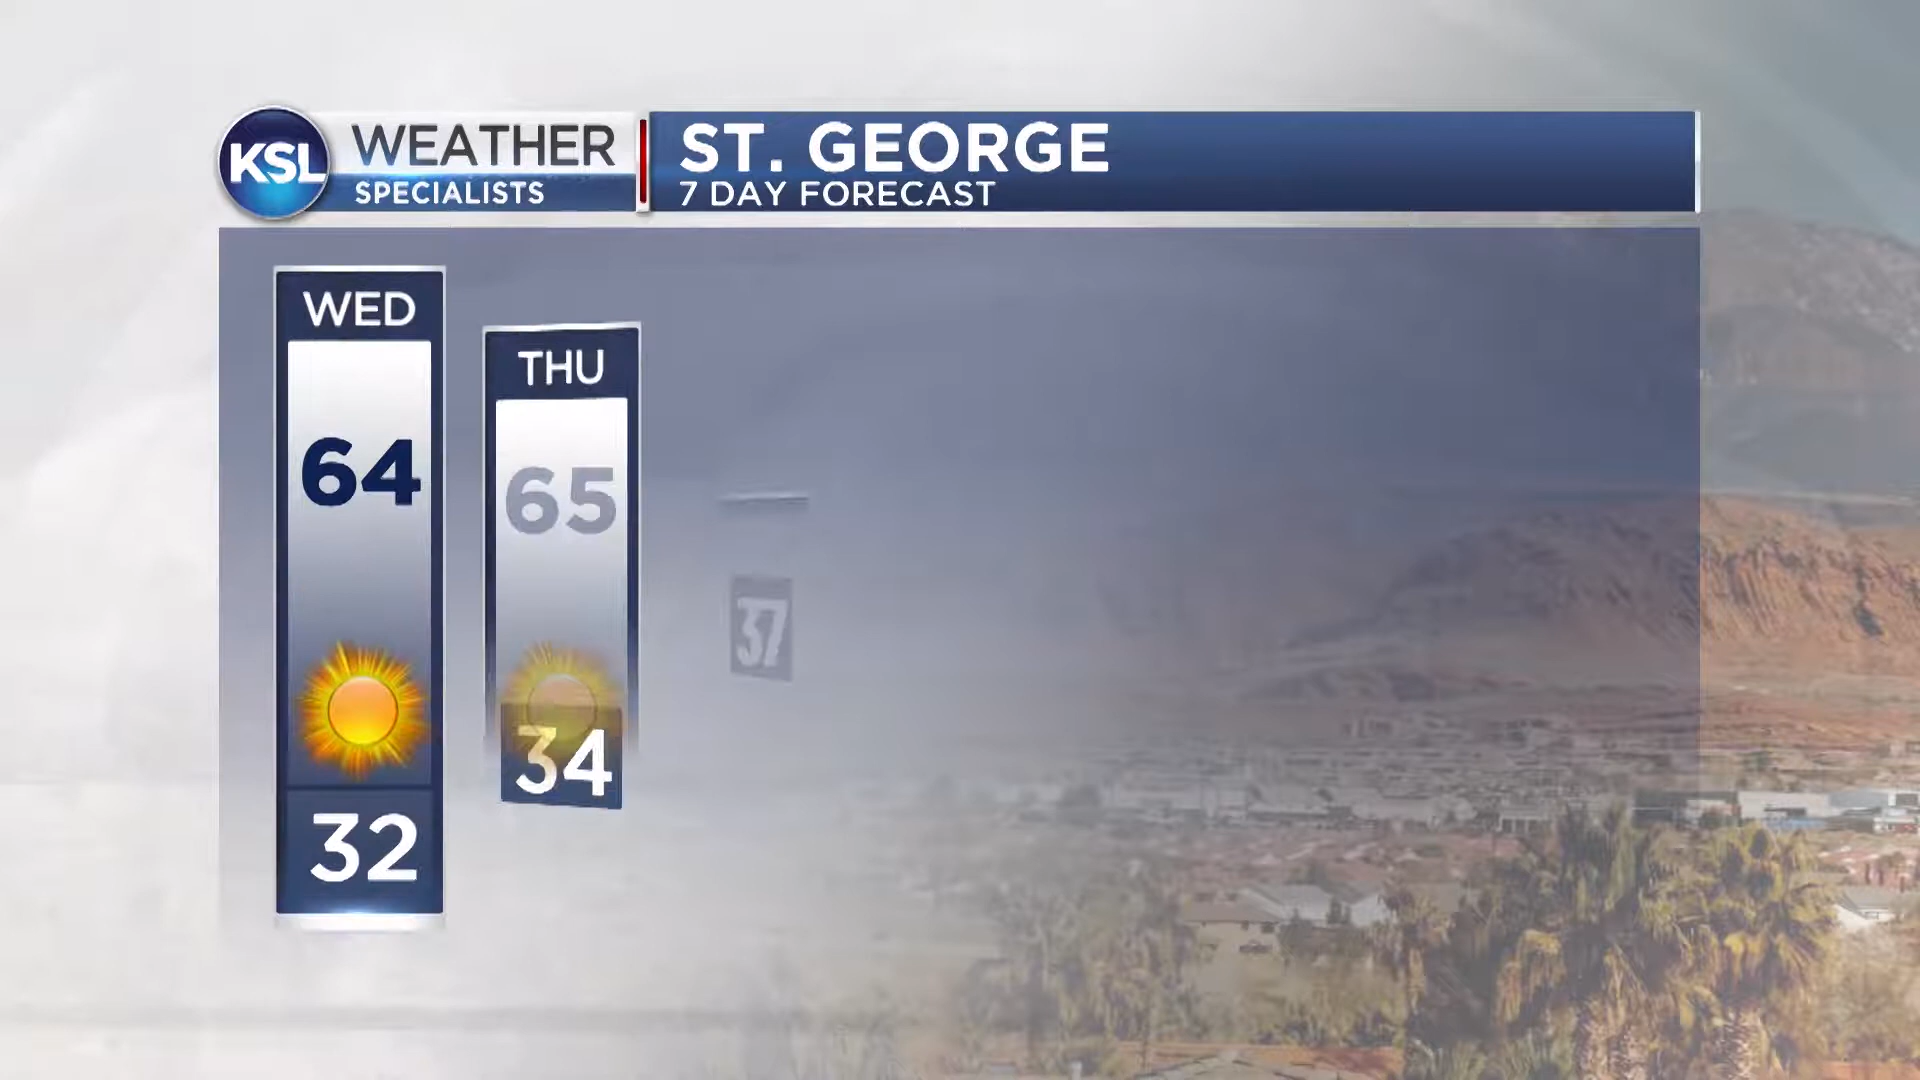 KSL
WEATHER
SPECIALISTS
ST. GEORGE
7 DAY FORECAST
WED
64
32
THU
65
34
37